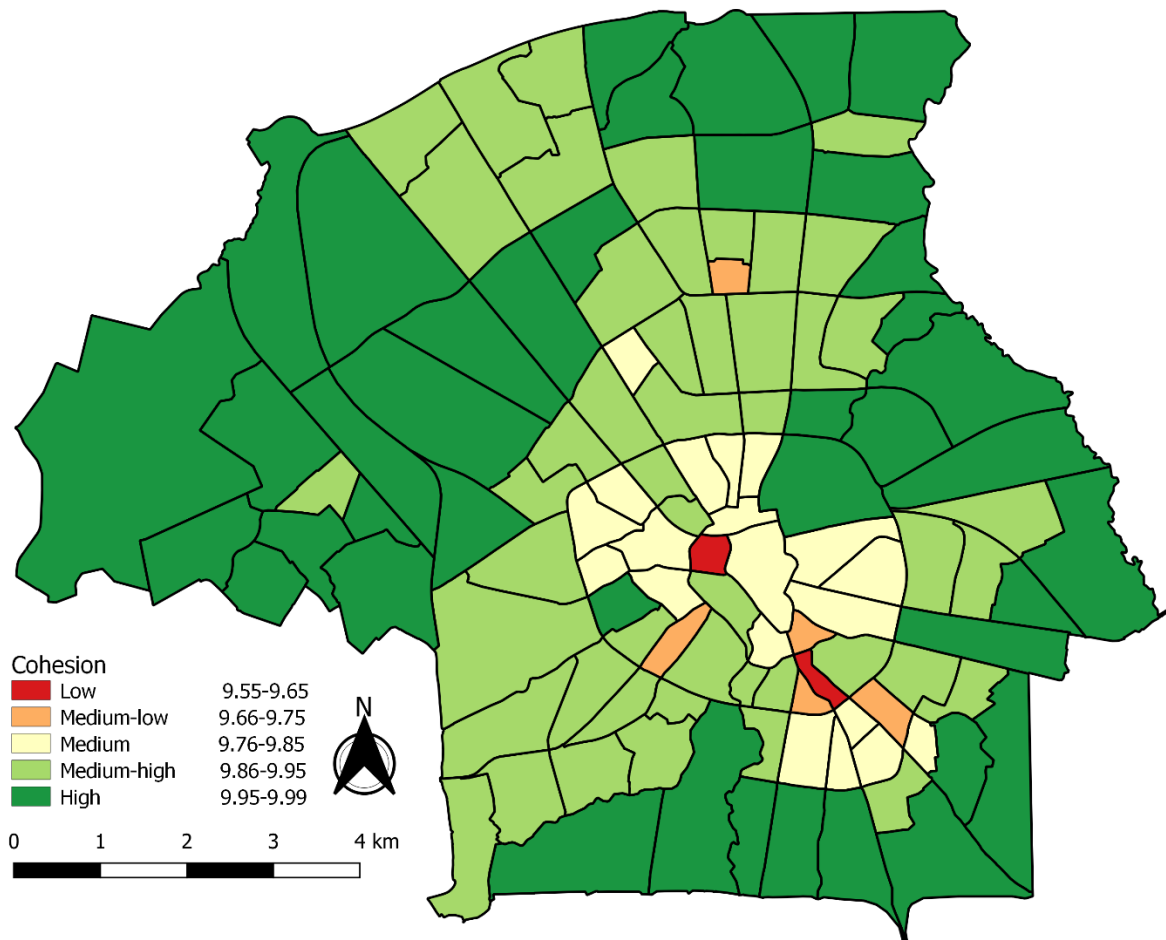 Cohesion
Low 9.55-9.65
Medium-low 9.66-9.75
Medium 9.76-9.85
Medium-high 9.86-9.95
High 9.95-9.99
N
0 1 2 3 4 km